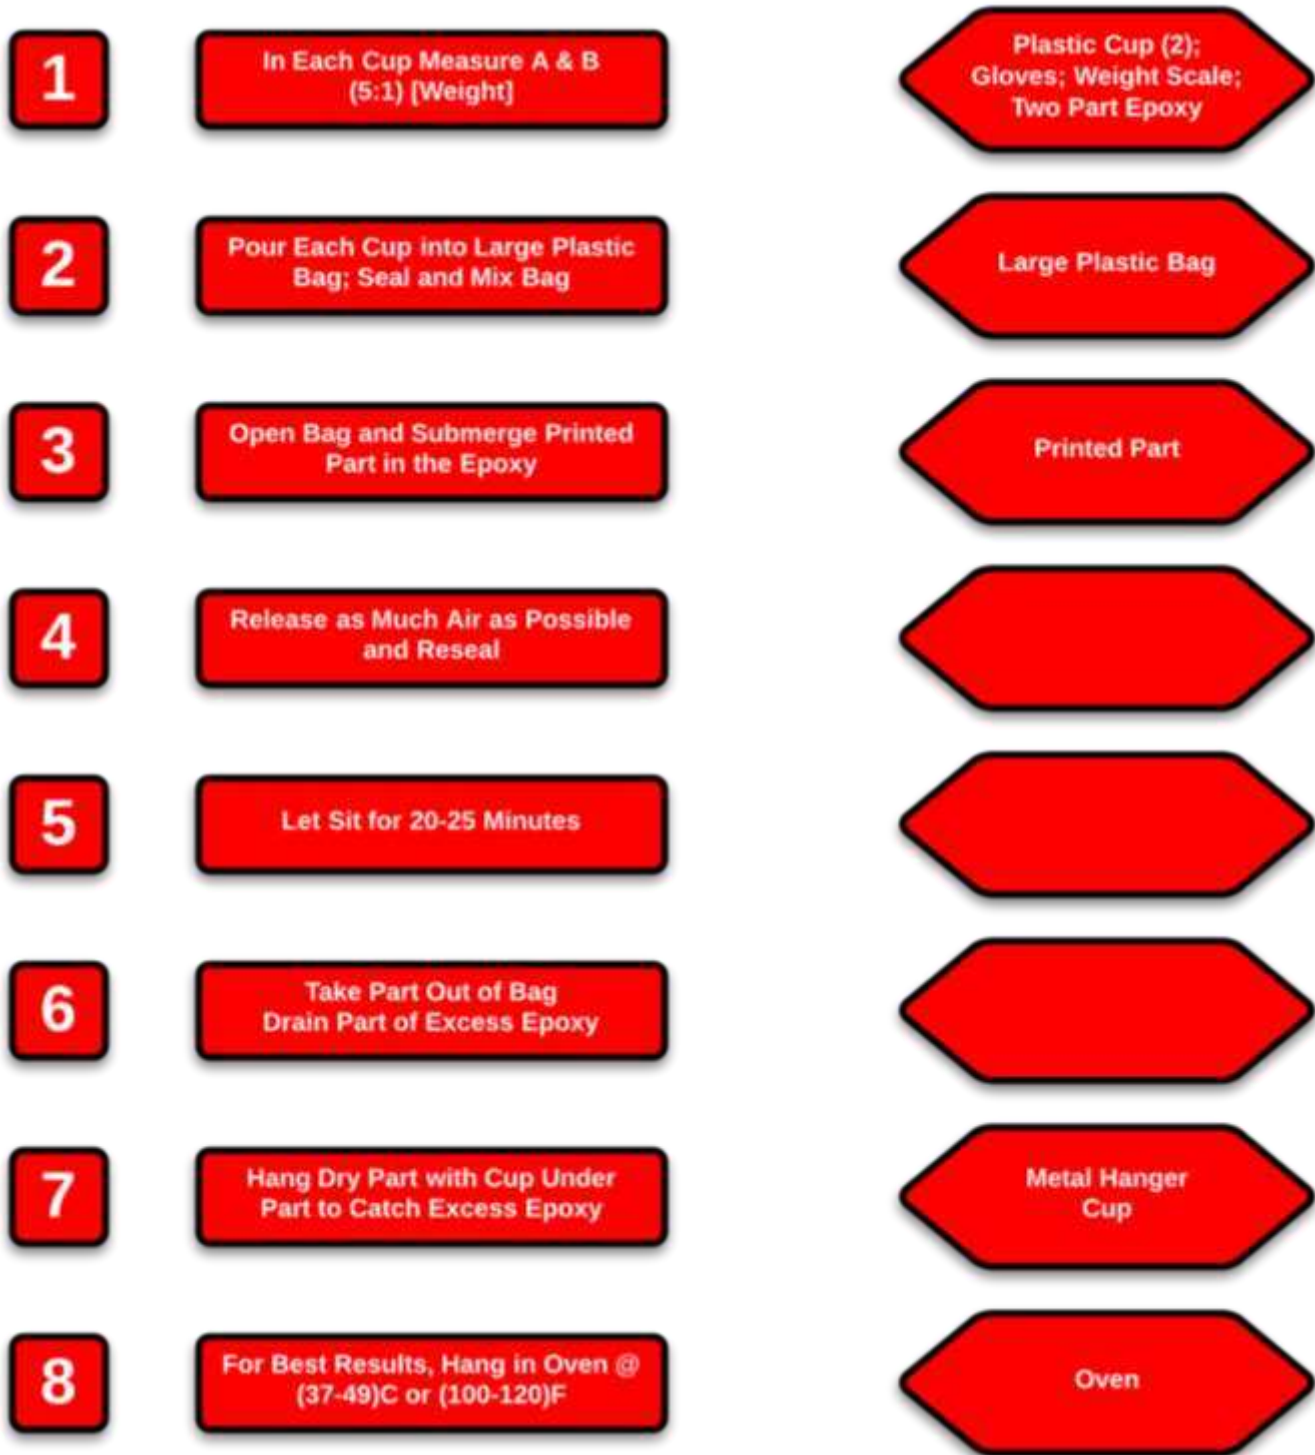 1
In Each Cup Measure A & B
(5:1) [Weight]
Plastic Cup (2);
Gloves; Weight Scale;
Two Part Epoxy
2
Pour Each Cup into Large Plastic
Bag; Seal and Mix Bag
Large Plastic Bag
3
Open Bag and Submerge Printed
Part in the Epoxy
Printed Part
4
Release as Much Air as Possible
and Reseal
5
Let Sit for 20-25 Minutes
6
Take Part Out of Bag
Drain Part of Excess Epoxy
7
Hang Dry Part with Cup Under
Part to Catch Excess Epoxy
Metal Hanger
Cup
8
For Best Results, Hang in Oven @
(37-49)C or (100-120)F
Oven